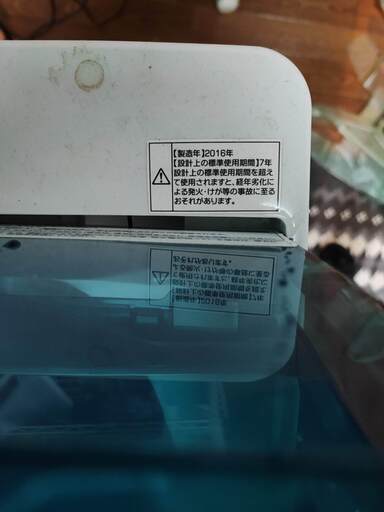 【製造年】2016年
【設計上の標準使用期間】7年
設計上の標準使用期間を超え
て使用されますと、経年劣化に
よる発火・けが等の事故に至る
おそれがあります。